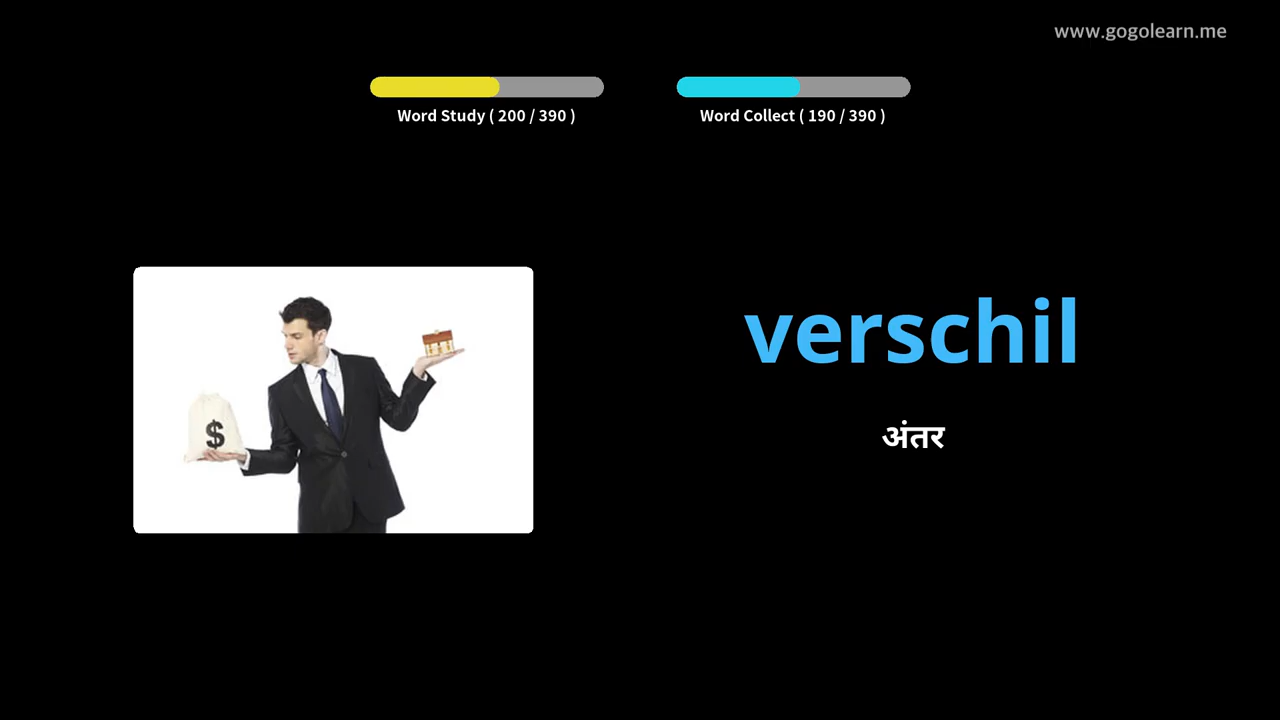 www.gogolearn.me
Word Study ( 200 / 390 )
Word Collect ( 190 / 390 )
verschil
$
अंतर